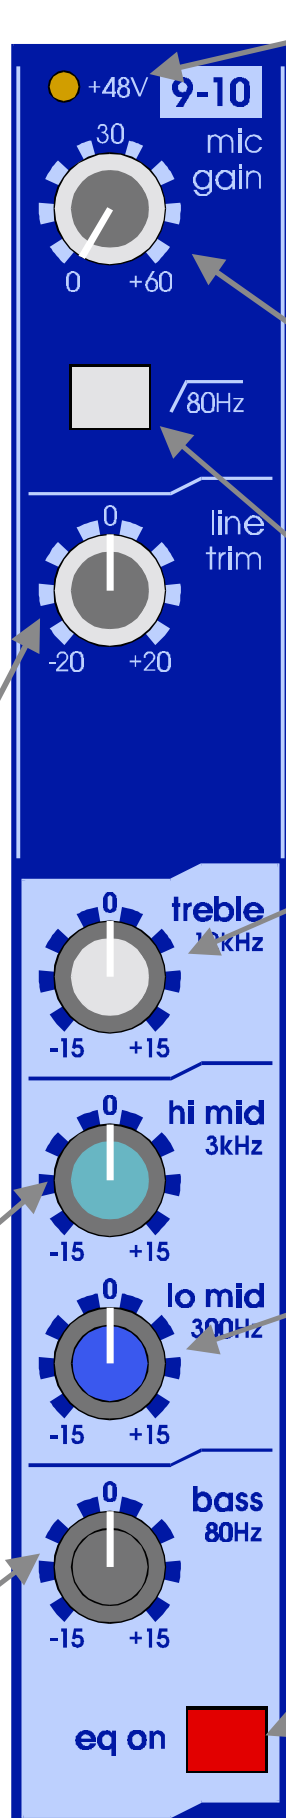 +48V 9-10
30
mic
gain
0 +60
80Hz
0
line
trim
-20 +20
0
treble
-15 +15
0
hi mid
3kHz
-15 +15
0
lo mid
300Hz
-15 +15
0
bass
80Hz
-15 +15
eq on